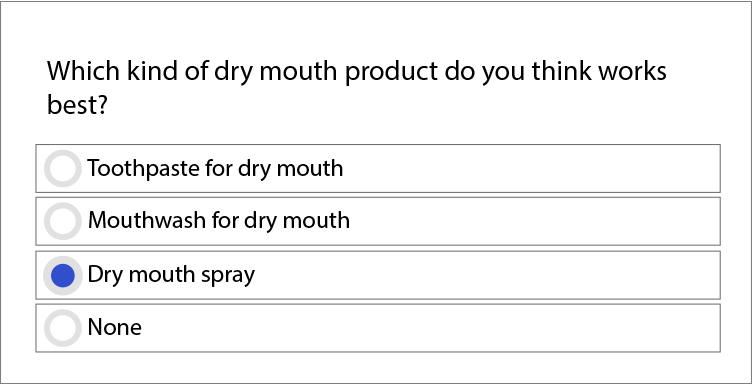 Which kind of dry mouth product do you think works
best?
Toothpaste for dry mouth
Mouthwash for dry mouth
Dry mouth spray
None